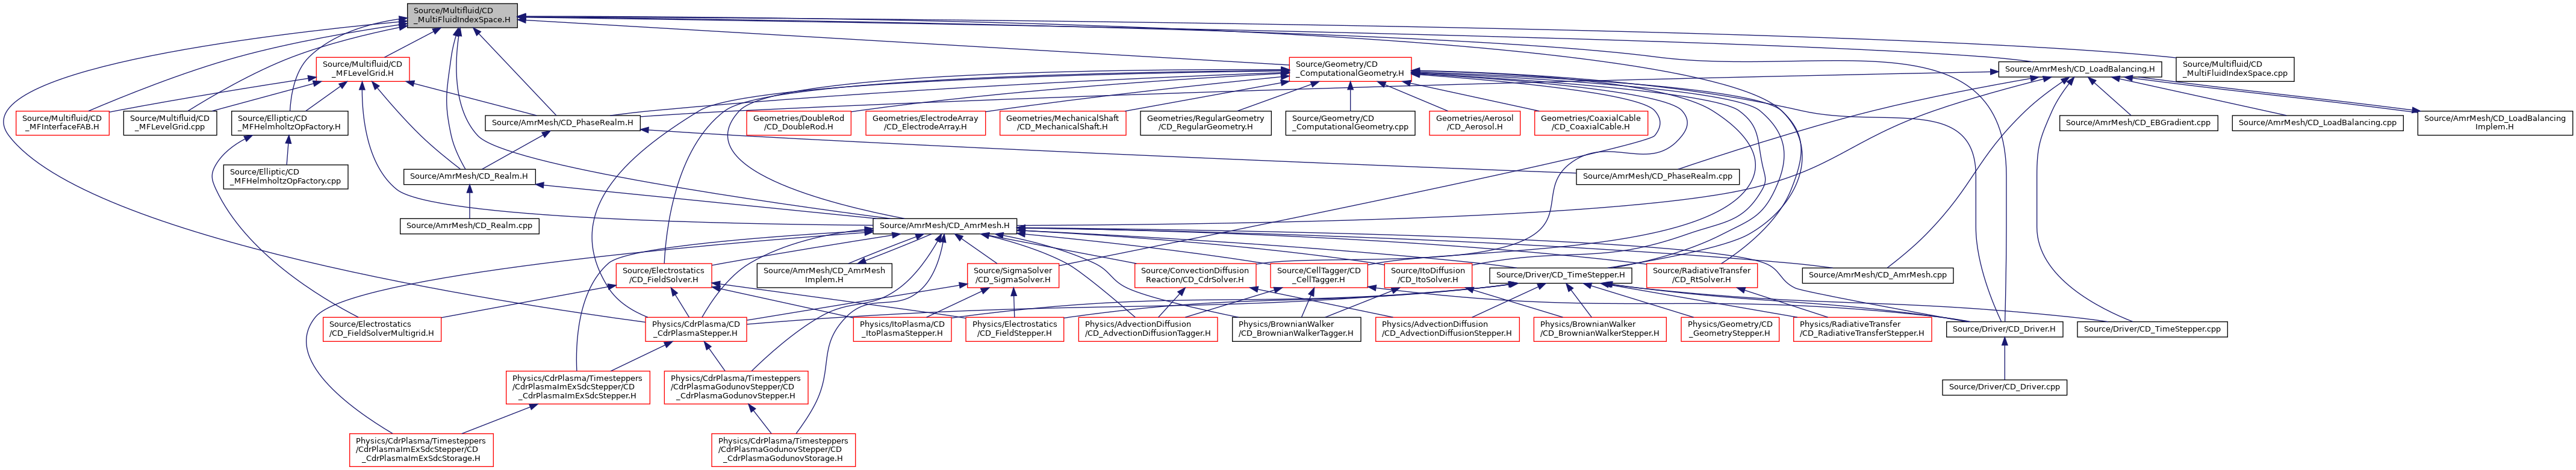 Source/Multifluid/CD
_MultiFluidIndexSpace.H
Source/Multifluid/CD
_MFLevelGrid.H
Source/Geometry/CD
_ComputationalGeometry.H
Source/AmrMesh/CD_LoadBalancing.H
Source/Multifluid/CD
_MultiFluidIndexSpace.cpp
Source/Multifluid/CD
_MFInterfaceFAB.H
Source/Multifluid/CD
_MFLevelGrid.cpp
Source/Elliptic/CD
_MFHelmholtzOpFactory.H
Source/AmrMesh/CD_PhaseRealm.H
Geometries/DoubleRod
/CD_DoubleRod.H
Geometries/ElectrodeArray
/CD_ElectrodeArray.H
Geometries/MechanicalShaft
/CD_MechanicalShaft.H
Geometries/RegularGeometry
/CD_RegularGeometry.H
Source/Geometry/CD
_ComputationalGeometry.cpp
Geometries/Aerosol
/CD_Aerosol.H
Geometries/CoaxialCable
/CD_CoaxialCable.H
Source/AmrMesh/CD_EBGradient.cpp
Source/AmrMesh/CD_LoadBalancing.cpp
Source/AmrMesh/CD_LoadBalancing
Implem.H
Source/Elliptic/CD
_MFHelmholtzOpFactory.cpp
Source/AmrMesh/CD_Realm.H
Source/AmrMesh/CD_PhaseRealm.cpp
Source/AmrMesh/CD_Realm.cpp
Source/AmrMesh/CD_AmrMesh.H
Source/Electrostatics
/CD_FieldSolver.H
Source/AmrMesh/CD_AmrMesh
Implem.H
Source/SigmaSolver
/CD_SigmaSolver.H
Source/ConvectionDiffusion
Reaction/CD_CdrSolver.H
Source/CellTagger/CD
_CellTagger.H
Source/ItoDiffusion
/CD_ItoSolver.H
Source/Driver/CD_TimeStepper.H
Source/RadiativeTransfer
/CD_RtSolver.H
Source/AmrMesh/CD_AmrMesh.cpp
Source/Electrostatics
/CD_FieldSolverMultigrid.H
Physics/CdrPlasma/CD
_CdrPlasmaStepper.H
Physics/ItoPlasma/CD
_ItoPlasmaStepper.H
Physics/Electrostatics
/CD_FieldStepper.H
Physics/AdvectionDiffusion
/CD_AdvectionDiffusionTagger.H
Physics/BrownianWalker
/CD_BrownianWalkerTagger.H
Physics/AdvectionDiffusion
/CD_AdvectionDiffusionStepper.H
Physics/BrownianWalker
/CD_BrownianWalkerStepper.H
Physics/Geometry/CD
_GeometryStepper.H
Physics/RadiativeTransfer
/CD_RadiativeTransferStepper.H
Source/Driver/CD_Driver.H
Source/Driver/CD_TimeStepper.cpp
Physics/CdrPlasma/Timesteppers
/CdrPlasmaImExSdcStepper/CD
_CdrPlasmaImExSdcStepper.H
Physics/CdrPlasma/Timesteppers
/CdrPlasmaGodunovStepper/CD
_CdrPlasmaGodunovStepper.H
Source/Driver/CD_Driver.cpp
Physics/CdrPlasma/Timesteppers
/CdrPlasmaImExSdcStepper/CD
_CdrPlasmaImExSdcStorage.H
Physics/CdrPlasma/Timesteppers
/CdrPlasmaGodunovStepper/CD
_CdrPlasmaGodunovStorage.H